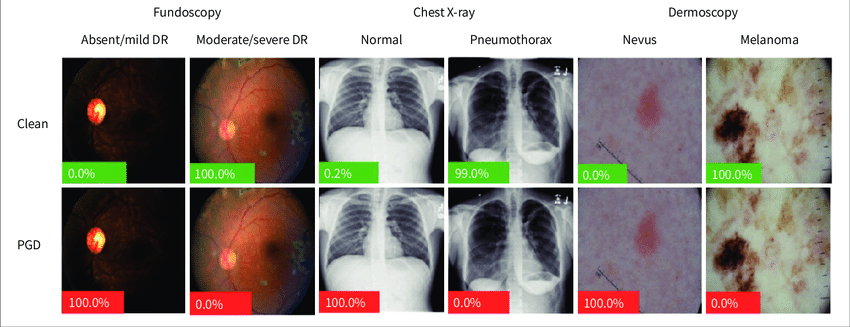 Fundoscopy Chest X-ray Dermoscopy
Absent/mild DR Moderate/severe DR Normal Pneumothorax Nevus Melanoma
Clean
0.0% 100.0% 0.2% 99.0% 0.0% 100.0%
PGD
100.0% 0.0% 100.0% 0.0% 100.0% 0.0%